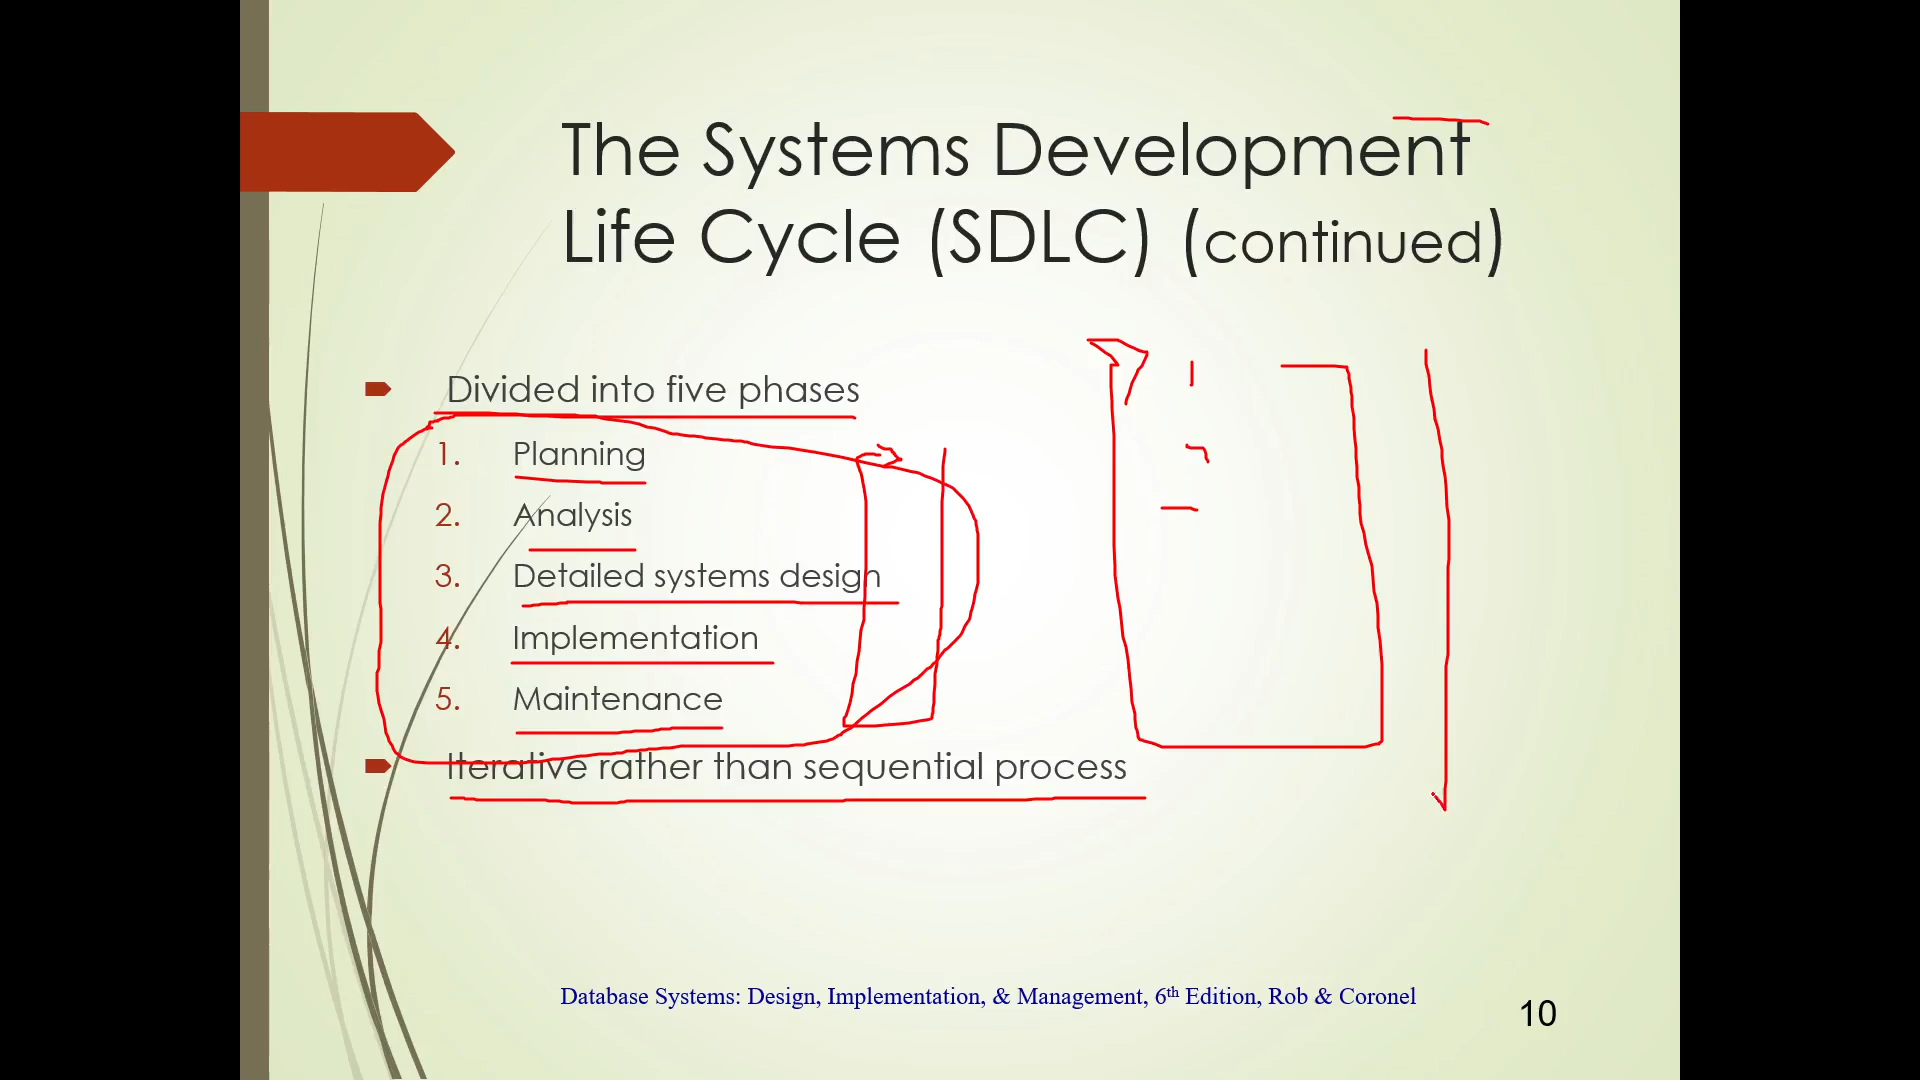 The Systems Development
Life Cycle (SDLC) (continued)
Divided into five phases
1. Planning
2. Analysis
3. Detailed systems design
4. Implementation
5. Maintenance
Iterative rather than sequential process
Database Systems: Design, Implementation, & Management, 6th Edition, Rob & Coronel
10